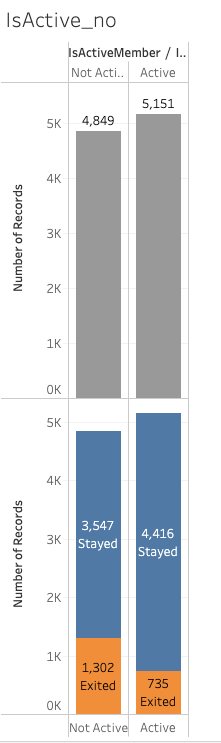 IsActive_no
IsActiveMember / I..
Not Acti..
Active
5,151
4,849
5K
4K
3K
2K
1K
0K
Number of Records
5K
4K
3K
2K
1K
0K
Number of Records
3,547
Stayed
4,416
Stayed
1,302
Exited
735
Exited
Not Active
Active